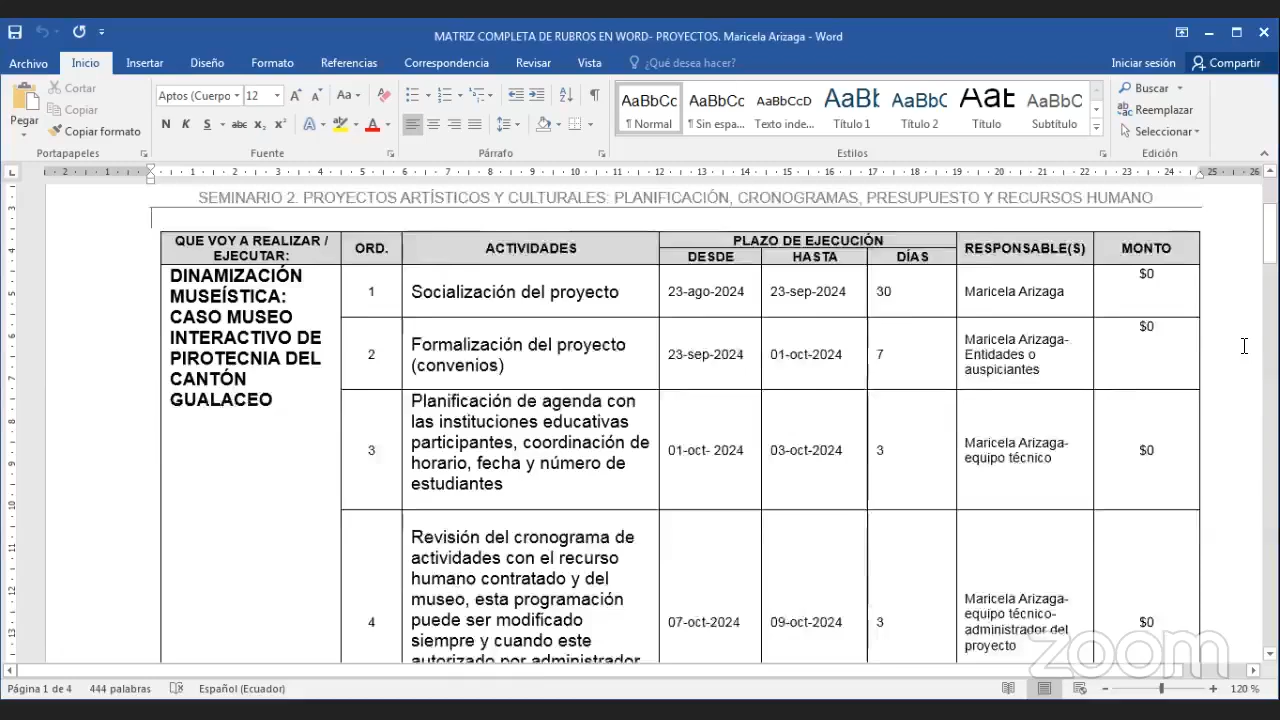 MATRIZ COMPLETA DE RUBROS EN WORD- PROYECTOS. Maricela Arizaga - Word
Archivo Inicio Insertar Diseño Formato Referencias Correspondencia Revisar Vista ¿Qué desea hacer? Iniciar sesión Compartir
Pegar
Cortar
Copiar
Copiar formato
Portapapeles
Aptos (Cuerpo 12
Fuente
Párrafo
AaBbCc AaBbCc AaBbCcD AaBb AaBbC AaB AaBbCc
¶ Normal ¶ Sin espa... Texto inde... Título 1 Título 2 Título Subtítulo
Estilos
Buscar
Reemplazar
Seleccionar
Edición
SEMINARIO 2. PROYECTOS ARTÍSTICOS Y CULTURALES: PLANIFICACIÓN, CRONOGRAMAS, PRESUPUESTO Y RECURSOS HUMANO
QUE VOY A REALIZAR /
EJECUTAR:
ORD.
ACTIVIDADES
PLAZO DE EJECUCIÓN
DESDE HASTA DÍAS
RESPONSABLE(S)
MONTO
DINAMIZACIÓN
MUSEÍSTICA:
CASO MUSEO
INTERACTIVO DE
PIROTECNIA DEL
CANTÓN
GUALACEO
1
Socialización del proyecto
23-ago-2024
23-sep-2024
30
Maricela Arizaga
$0
2
Formalización del proyecto
(convenios)
23-sep-2024
01-oct-2024
7
Maricela Arizaga-
Entidades o
auspiciantes
$0
3
Planificación de agenda con
las instituciones educativas
participantes, coordinación de
horario, fecha y número de
estudiantes
01-oct- 2024
03-oct-2024
3
Maricela Arizaga-
equipo técnico
$0
4
Revisión del cronograma de
actividades con el recurso
humano contratado y del
museo, esta programación
puede ser modificado
siempre y cuando este
autorizado por administrador
07-oct-2024
09-oct-2024
3
Maricela Arizaga-
equipo técnico-
administrador del
proyecto
$0
zoom
Página 1 de 4 444 palabras Español (Ecuador) 120 %